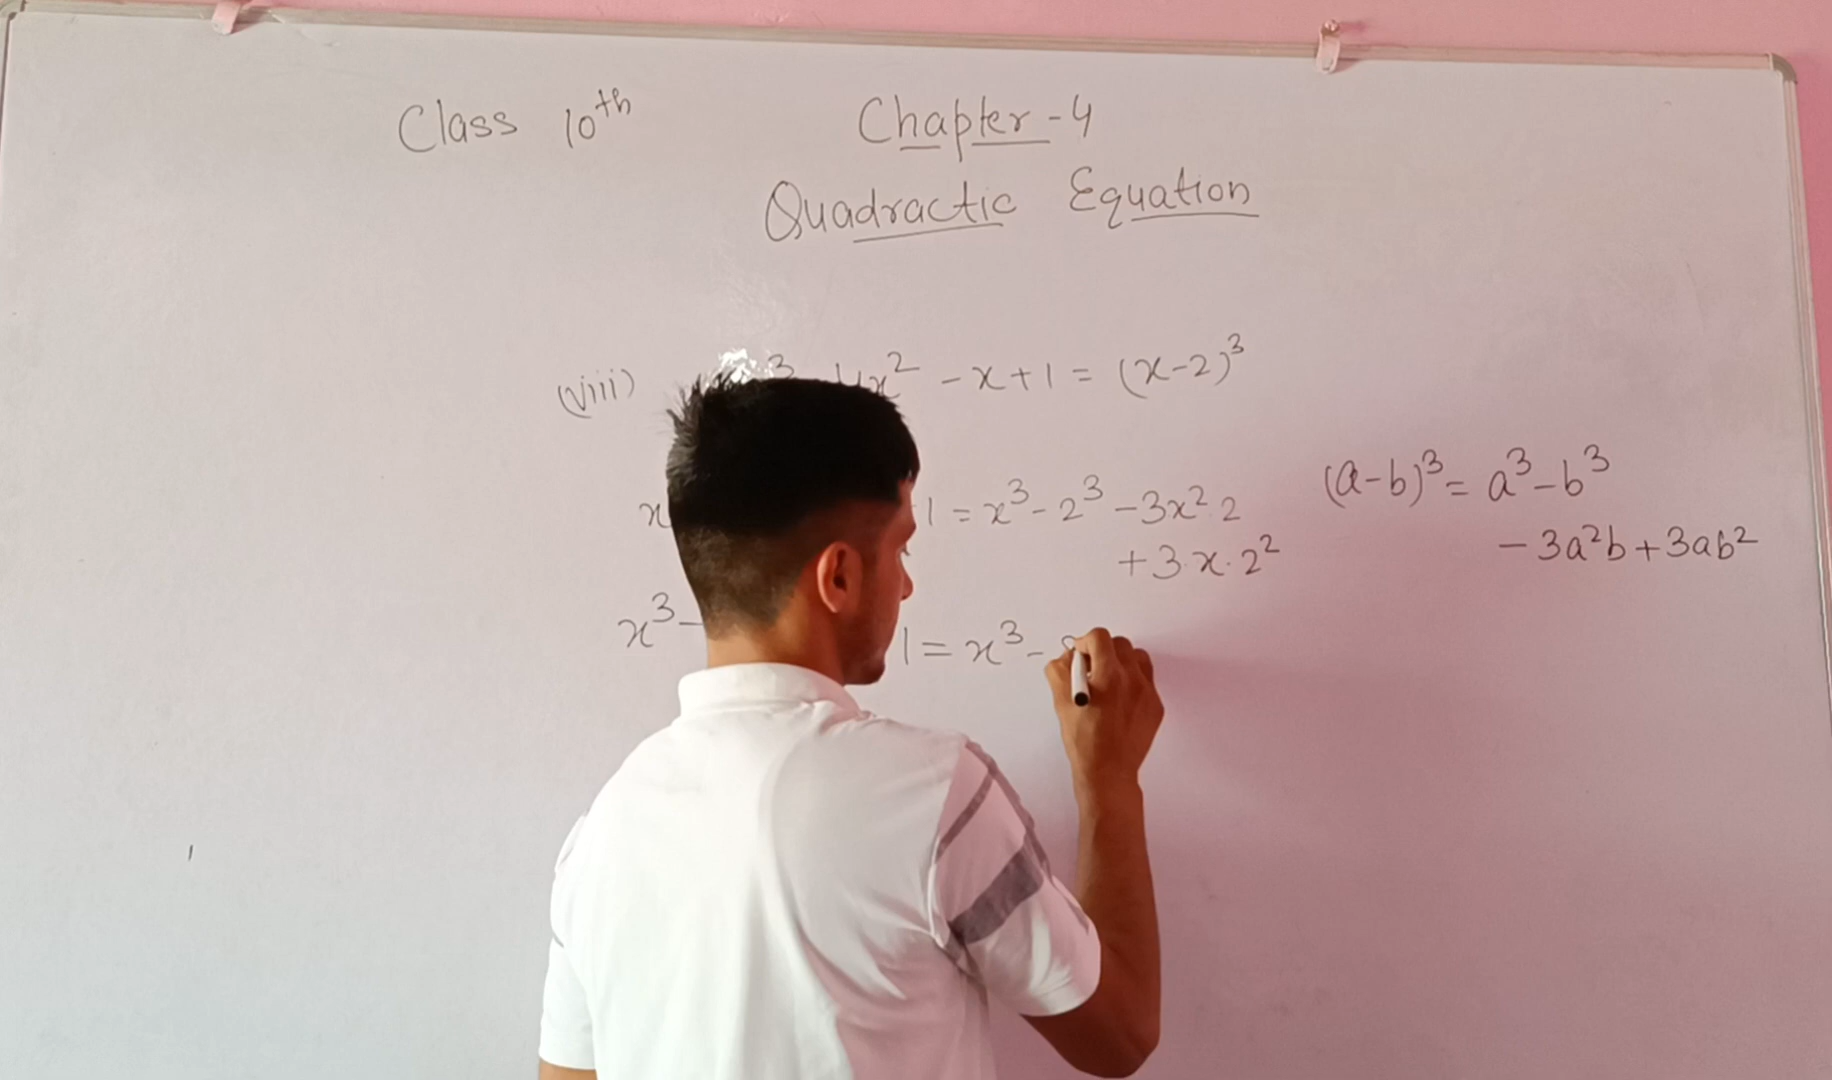 Class 10th
Chapter-4
Quadractic Equation
(viii) x² - x + 1 = (x-2)³
1 = x³ - 2³ - 3x².2
+ 3.x.2²
(a-b)³ = a³ - b³
- 3a²b + 3ab²
x³ - 1 = x³ -